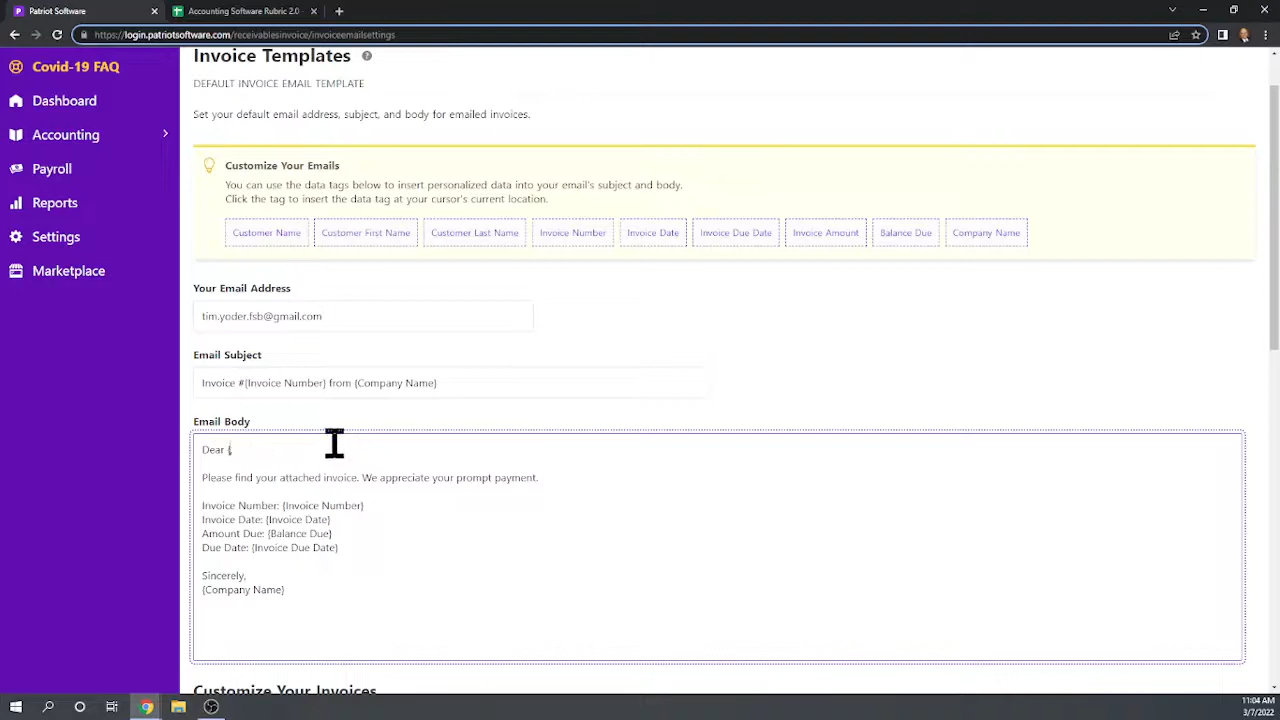 Patriot Software
Accounting Software Rubric 2.0 -
https://login.patriotsoftware.com/receivablesinvoice/invoiceemailsettings
Covid-19 FAQ
Dashboard
Accounting
Payroll
Reports
Settings
Marketplace
Invoice Templates ?
DEFAULT INVOICE EMAIL TEMPLATE
Set your default email address, subject, and body for emailed invoices.
Customize Your Emails
You can use the data tags below to insert personalized data into your email's subject and body.
Click the tag to insert the data tag at your cursor's current location.
Customer Name Customer First Name Customer Last Name Invoice Number Invoice Date Invoice Due Date Invoice Amount Balance Due Company Name
Your Email Address
tim.yoder.fsb@gmail.com
Email Subject
Invoice #{Invoice Number} from {Company Name}
Email Body
Dear {
Please find your attached invoice. We appreciate your prompt payment.
Invoice Number: {Invoice Number}
Invoice Date: {Invoice Date}
Amount Due: {Balance Due}
Due Date: {Invoice Due Date}
Sincerely,
{Company Name}
Customize Your Invoices
11:04 AM
3/7/2022